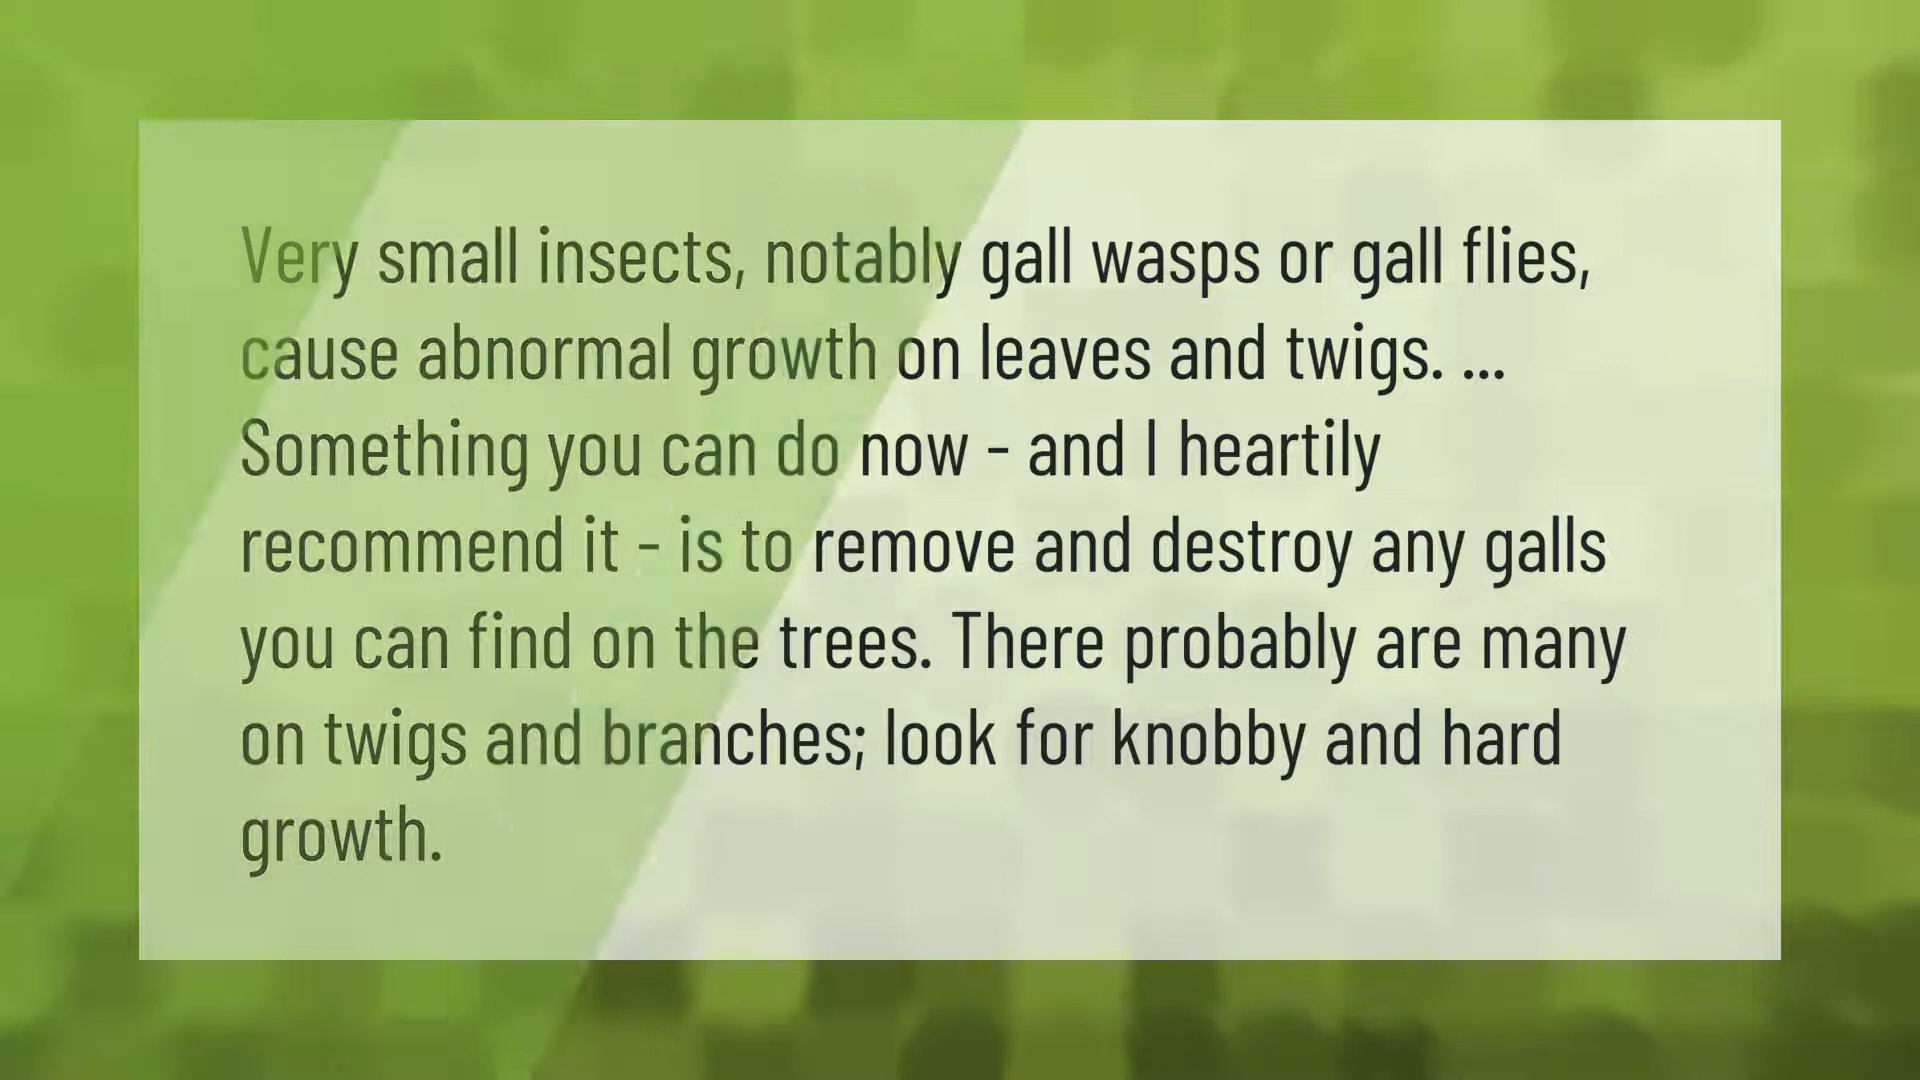 Very small insects, notably gall wasps or gall flies,
cause abnormal growth on leaves and twigs. ...
Something you can do now - and I heartily
recommend it - is to remove and destroy any galls
you can find on the trees. There probably are many
on twigs and branches; look for knobby and hard
growth.